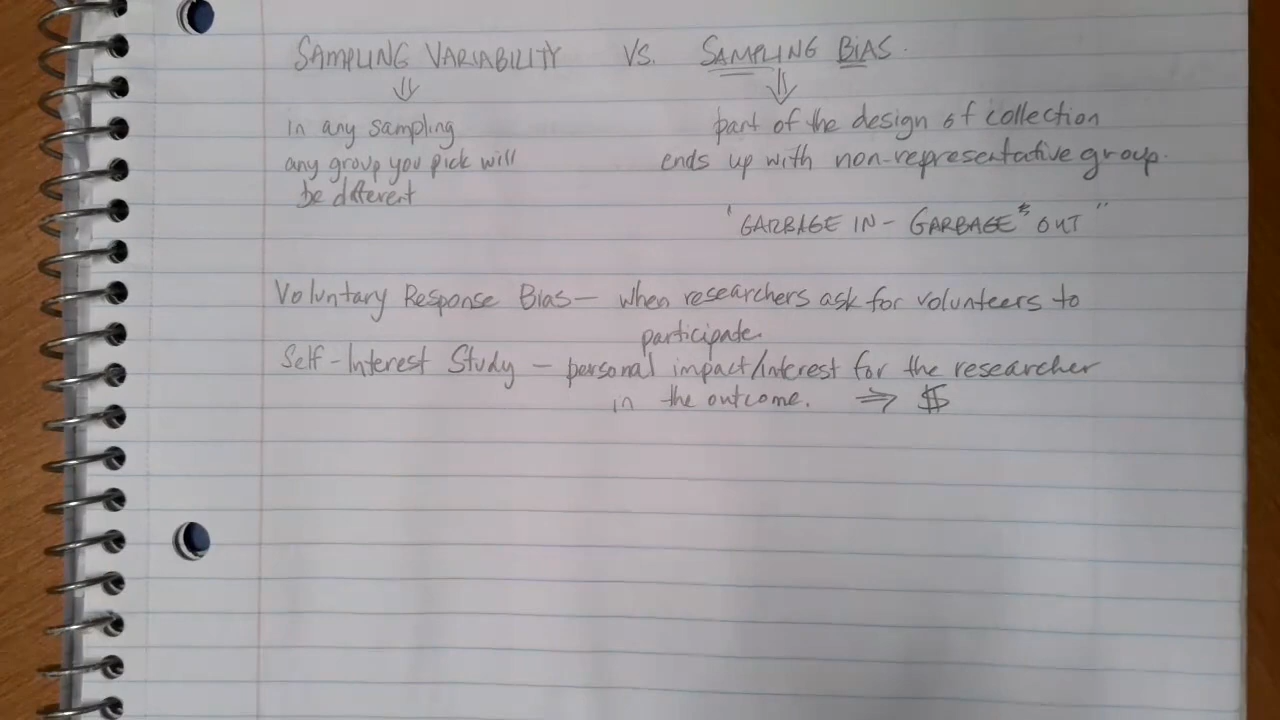 SAMPLING VARIABILITY VS. SAMPLING BIAS.
in any sampling
any group you pick will
be different
part of the design of collection
ends up with non-representative group.
"GARBAGE IN - GARBAGE OUT"
Voluntary Response Bias — when researchers ask for volunteers to
participate.
Self-Interest Study — personal impact/interest for the researcher
in the outcome. ⇒ $